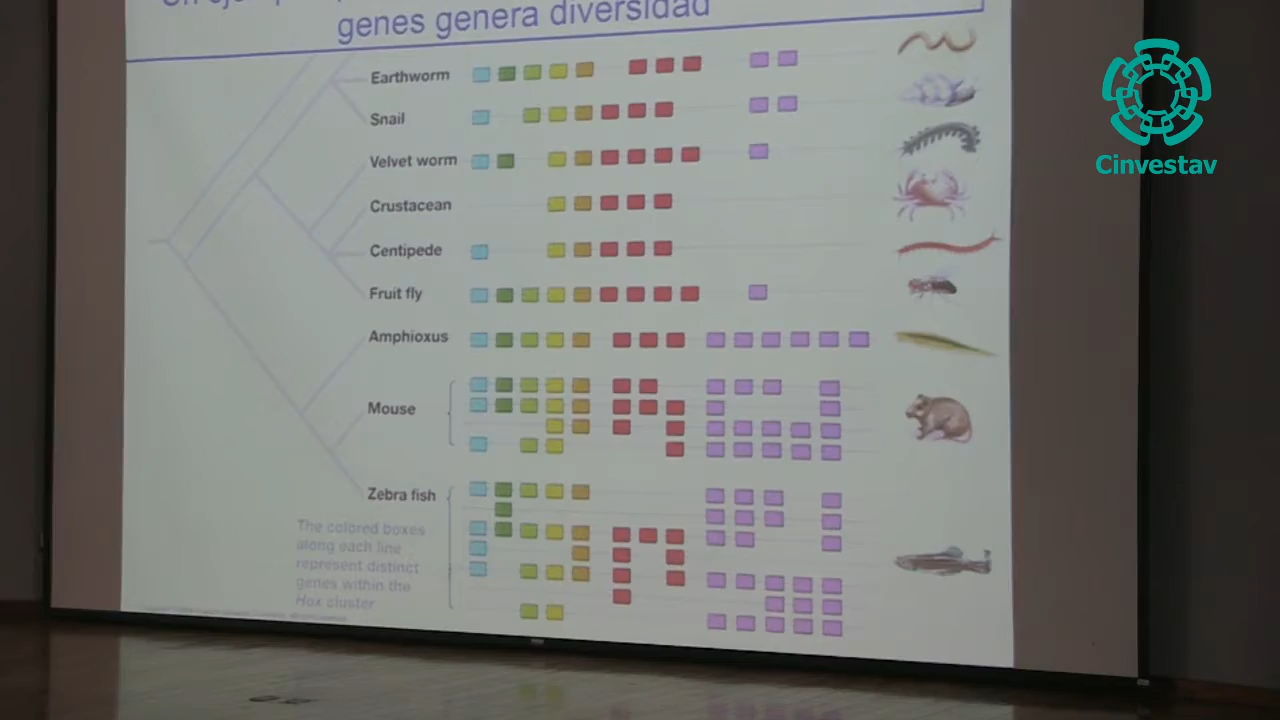 genes genera diversidad
Earthworm
Snail
Velvet worm
Crustacean
Centipede
Fruit fly
Amphioxus
Mouse
Zebra fish
The colored boxes
along each line
represent distinct
genes within the
Hox cluster
Cinvestav